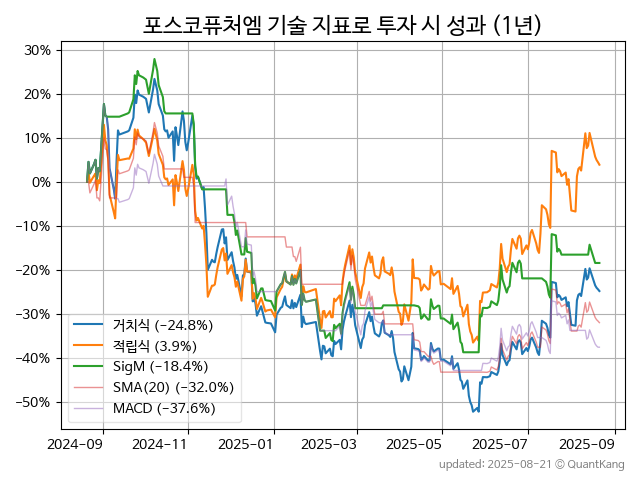 포스코퓨처엠 기술 지표로 투자 시 성과 (1년)
30%
20%
10%
0%
−10%
−20%
−30%
−40%
−50%
거치식 (−24.8%)
적립식 (3.9%)
SigM (−18.4%)
SMA(20) (−32.0%)
MACD (−37.6%)
2024-09 2024-11 2025-01 2025-03 2025-05 2025-07 2025-09
updated: 2025-08-21 © QuantKang